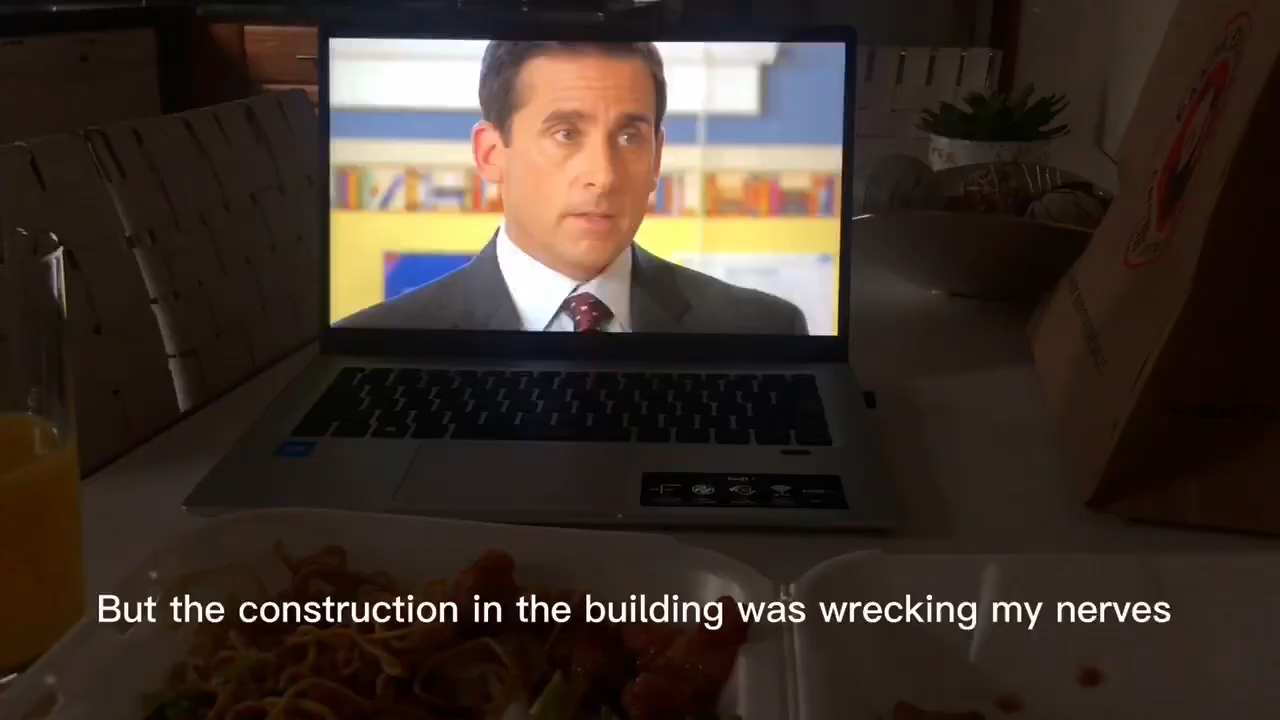 But the construction in the building was wrecking my nerves